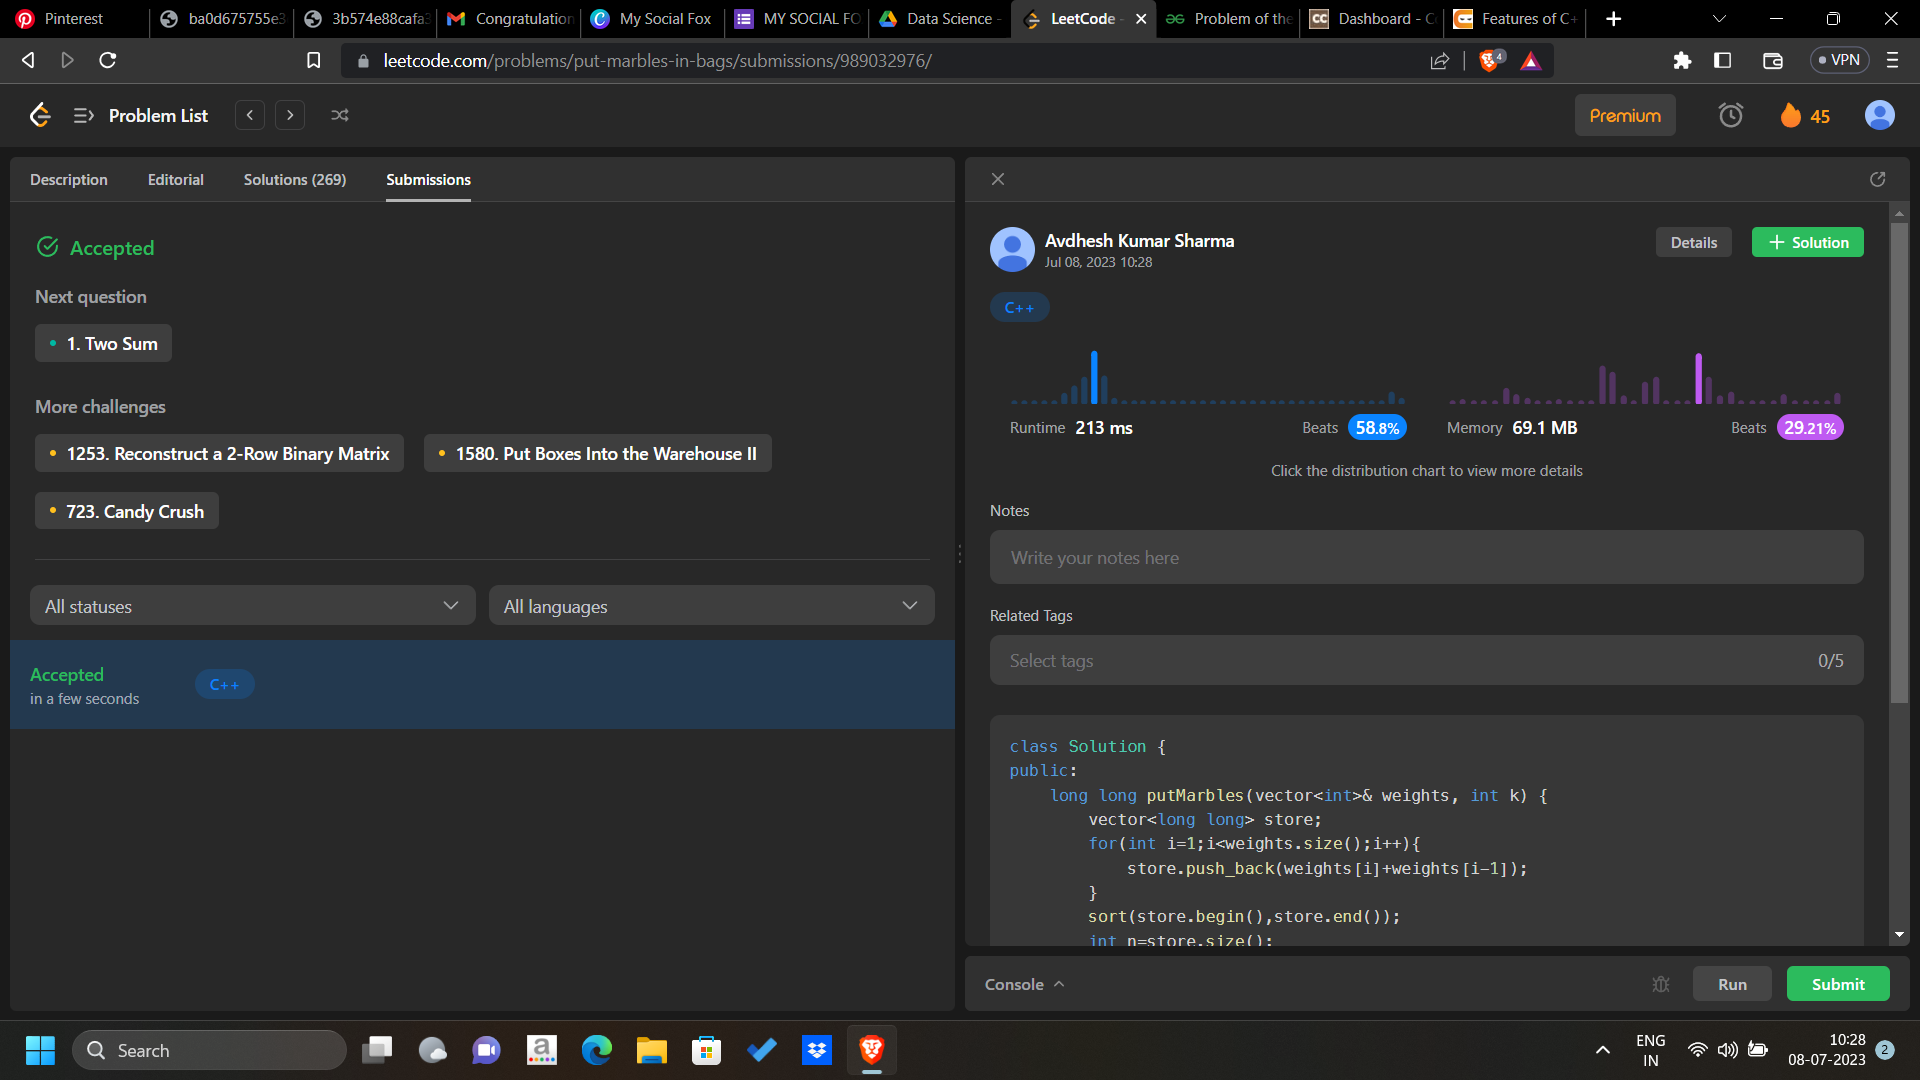 Pinterest
ba0d675755e3
3b574e88cafa3
Congratulation
My Social Fox
MY SOCIAL FO
Data Science -
LeetCode -
Problem of the
Dashboard - C
Features of C+
leetcode.com/problems/put-marbles-in-bags/submissions/989032976/
4
VPN
Problem List
Premium
45
Description
Editorial
Solutions (269)
Submissions
Accepted
Next question
1. Two Sum
More challenges
1253. Reconstruct a 2-Row Binary Matrix
1580. Put Boxes Into the Warehouse II
723. Candy Crush
All statuses
All languages
Accepted
in a few seconds
C++
Avdhesh Kumar Sharma
Jul 08, 2023 10:28
Details
+ Solution
C++
Runtime 213 ms
Beats 58.8%
Memory 69.1 MB
Beats 29.21%
Click the distribution chart to view more details
Notes
Write your notes here
Related Tags
Select tags
0/5
class Solution {
public:
    long long putMarbles(vector<int>& weights, int k) {
        vector<long long> store;
        for(int i=1;i<weights.size();i++){
            store.push_back(weights[i]+weights[i-1]);
        }
        sort(store.begin(),store.end());
        int n=store.size();
Console
Run
Submit
Search
ENG
IN
10:28
08-07-2023
2